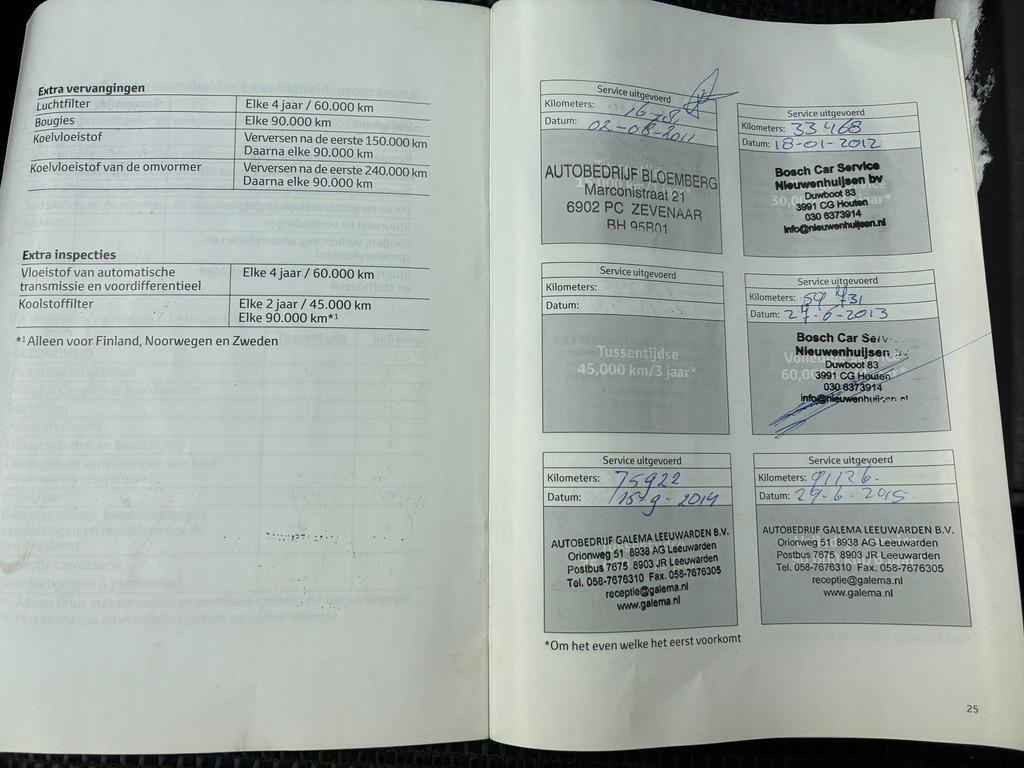 Extra vervangingen
Luchtfilter Elke 4 jaar / 60.000 km
Bougies Elke 90.000 km
Koelvloeistof Verversen na de eerste 150.000 km
Daarna elke 90.000 km
Koelvloeistof van de omvormer Verversen na de eerste 240.000 km
Daarna elke 90.000 km
Extra inspecties
Vloeistof van automatische
transmissie en voordifferentieel Elke 4 jaar / 60.000 km
Koolstoffilter Elke 2 jaar / 45.000 km
Elke 90.000 km*1
*1 Alleen voor Finland, Noorwegen en Zweden
Service uitgevoerd
Kilometers:
Datum: 02-08-2011
AUTOBEDRIJF BLOEMBERG
Marconistraat 21
6902 PC ZEVENAAR
BH 95B01
Service uitgevoerd
Kilometers: 33468
Datum: 18-01-2012
Bosch Car Service
Nieuwenhuijsen bv
Duwboot 83
3991 CG Houten
030 6373914
info@nieuwenhuijsen.nl
Service uitgevoerd
Kilometers:
Datum:
Tussentijdse
45,000 km/3 jaar*
Service uitgevoerd
Kilometers: 59731
Datum: 27-6-2013
Bosch Car Serv
Nieuwenhuijsen
Duwboot 83
3991 CG Houten
030 6373914
info@nieuwenhuijsen.nl
Service uitgevoerd
Kilometers: 75922
Datum: 15-9-2014
AUTOBEDRIJF GALEMA LEEUWARDEN B.V.
Orionweg 51 8938 AG Leeuwarden
Postbus 7675 8903 JR Leeuwarden
Tel. 058-7676310 Fax. 058-7676305
receptie@galema.nl
www.galema.nl
Service uitgevoerd
Kilometers: 91126
Datum: 29-6-2015
AUTOBEDRIJF GALEMA LEEUWARDEN B.V.
Orionweg 51 8938 AG Leeuwarden
Postbus 7675 8903 JR Leeuwarden
Tel. 058-7676310 Fax. 058-7676305
receptie@galema.nl
www.galema.nl
*Om het even welke het eerst voorkomt
25